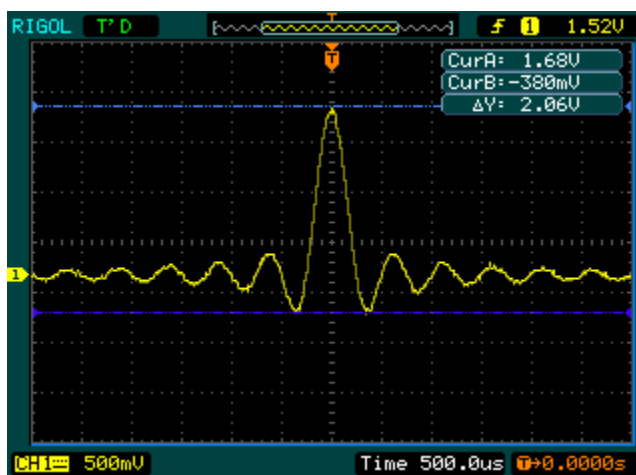 RIGOL T'D 1 1.52V
T
CurA: 1.68V
CurB:-380mV
ΔY: 2.06V
1
CH1 500mV Time 500.0us T→0.0000s